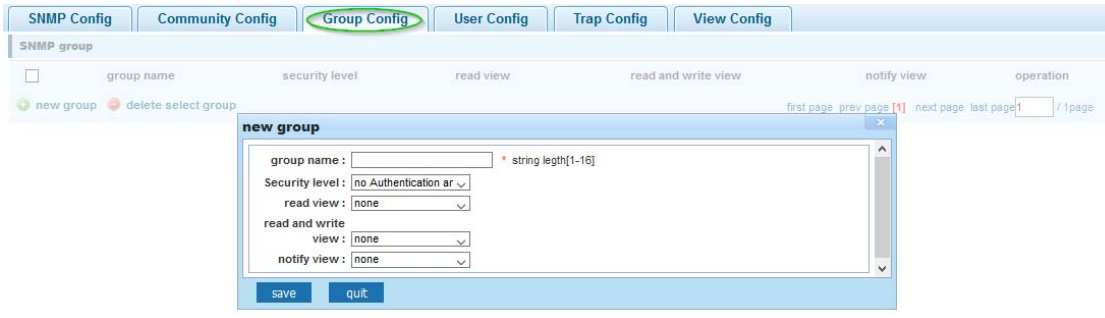 SNMP Config Community Config Group Config User Config Trap Config View Config
SNMP group
group name security level read view read and write view notify view operation
new group delete select group first page prev page [1] next page last page 1 / 1page
new group
group name : * string legth[1-16]
Security level : no Authentication ar
read view : none
read and write
view : none
notify view : none
save quit